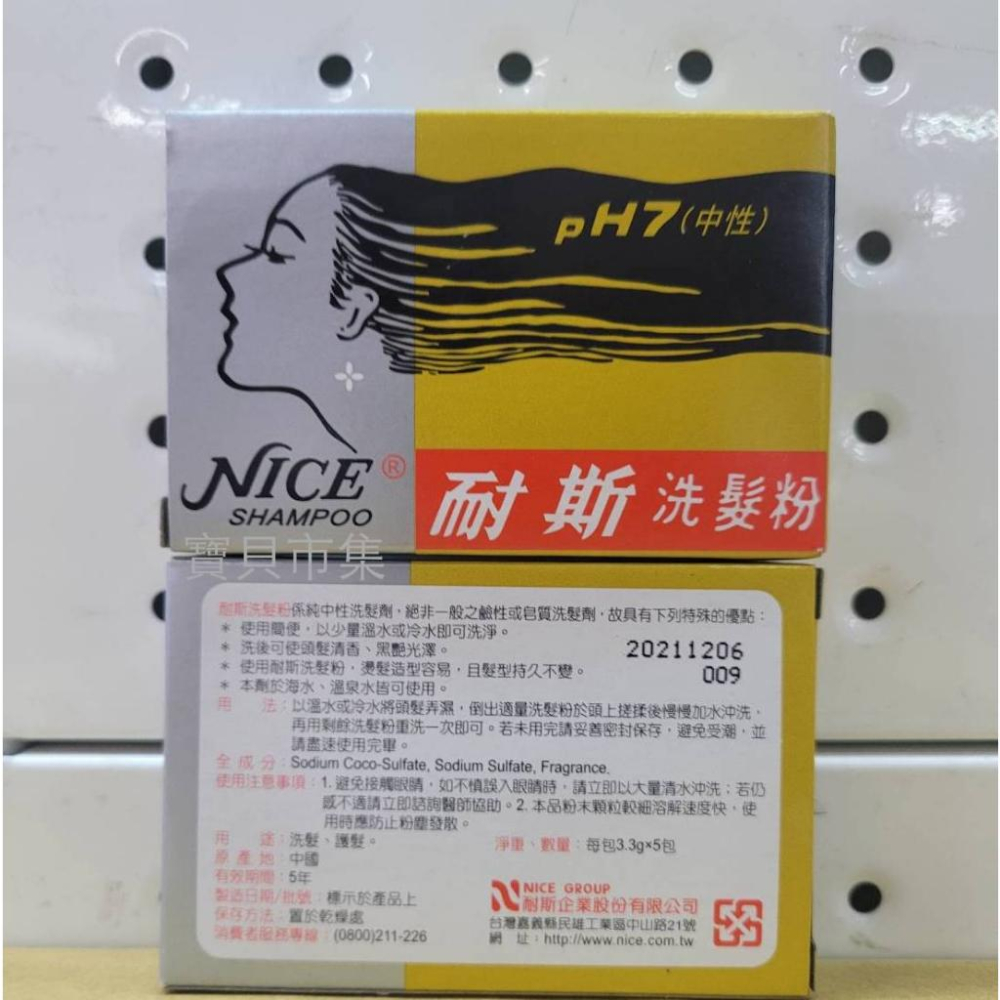 pH7(中性)
NICE®
SHAMPOO
耐斯 洗髮粉
寶貝市集
耐斯洗髮粉係純中性洗髮劑，絕非一般之鹼性或皂質洗髮劑，故具有下列特殊的優點：
* 使用簡便，以少量溫水或冷水即可洗淨。
* 洗後可使頭髮清香、黑艷光澤。
* 使用耐斯洗髮粉，燙髮造型容易，且髮型持久不變。
* 本劑於海水、溫泉水皆可使用。
20211206
009
用 法：以溫水或冷水將頭髮弄濕，倒出適量洗髮粉於頭上搓揉後慢慢加水沖洗，
再用剩餘洗髮粉重洗一次即可。若未用完請妥善密封保存，避免受潮，並
請盡速使用完畢。
全 成 分：Sodium Coco-Sulfate, Sodium Sulfate, Fragrance.
使用注意事項：1. 避免接觸眼睛，如不慎誤入眼睛時，請立即以大量清水沖洗；若仍
感不適請立即諮詢醫師協助。2. 本品粉末顆粒較細溶解速度快，使
用時應防止粉塵發散。
用 途：洗髮、護髮。
淨重、數量：每包3.3g×5包
原 產 地：中國
有效期間：5年
製造日期/批號：標示於產品上
保存方法：置於乾燥處
消費者服務專線：(0800)211-226
NICE GROUP
耐斯企業股份有限公司
台灣嘉義縣民雄工業區中山路21號
網 址：http://www.nice.com.tw